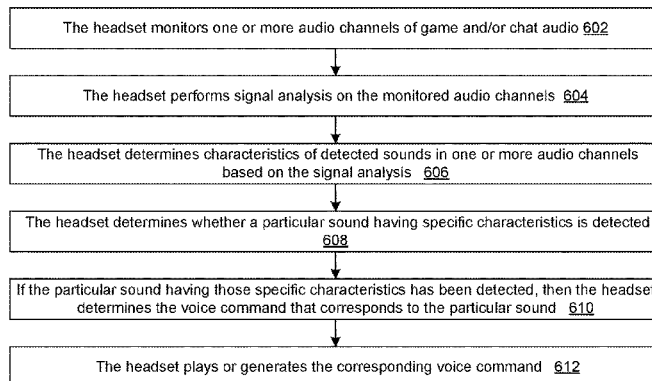 The headset monitors one or more audio channels of game and/or chat audio 602
The headset performs signal analysis on the monitored audio channels 604
The headset determines characteristics of detected sounds in one or more audio channels
based on the signal analysis 606
The headset determines whether a particular sound having specific characteristics is detected
608
If the particular sound having those specific characteristics has been detected, then the headset
determines the voice command that corresponds to the particular sound 610
The headset plays or generates the corresponding voice command 612